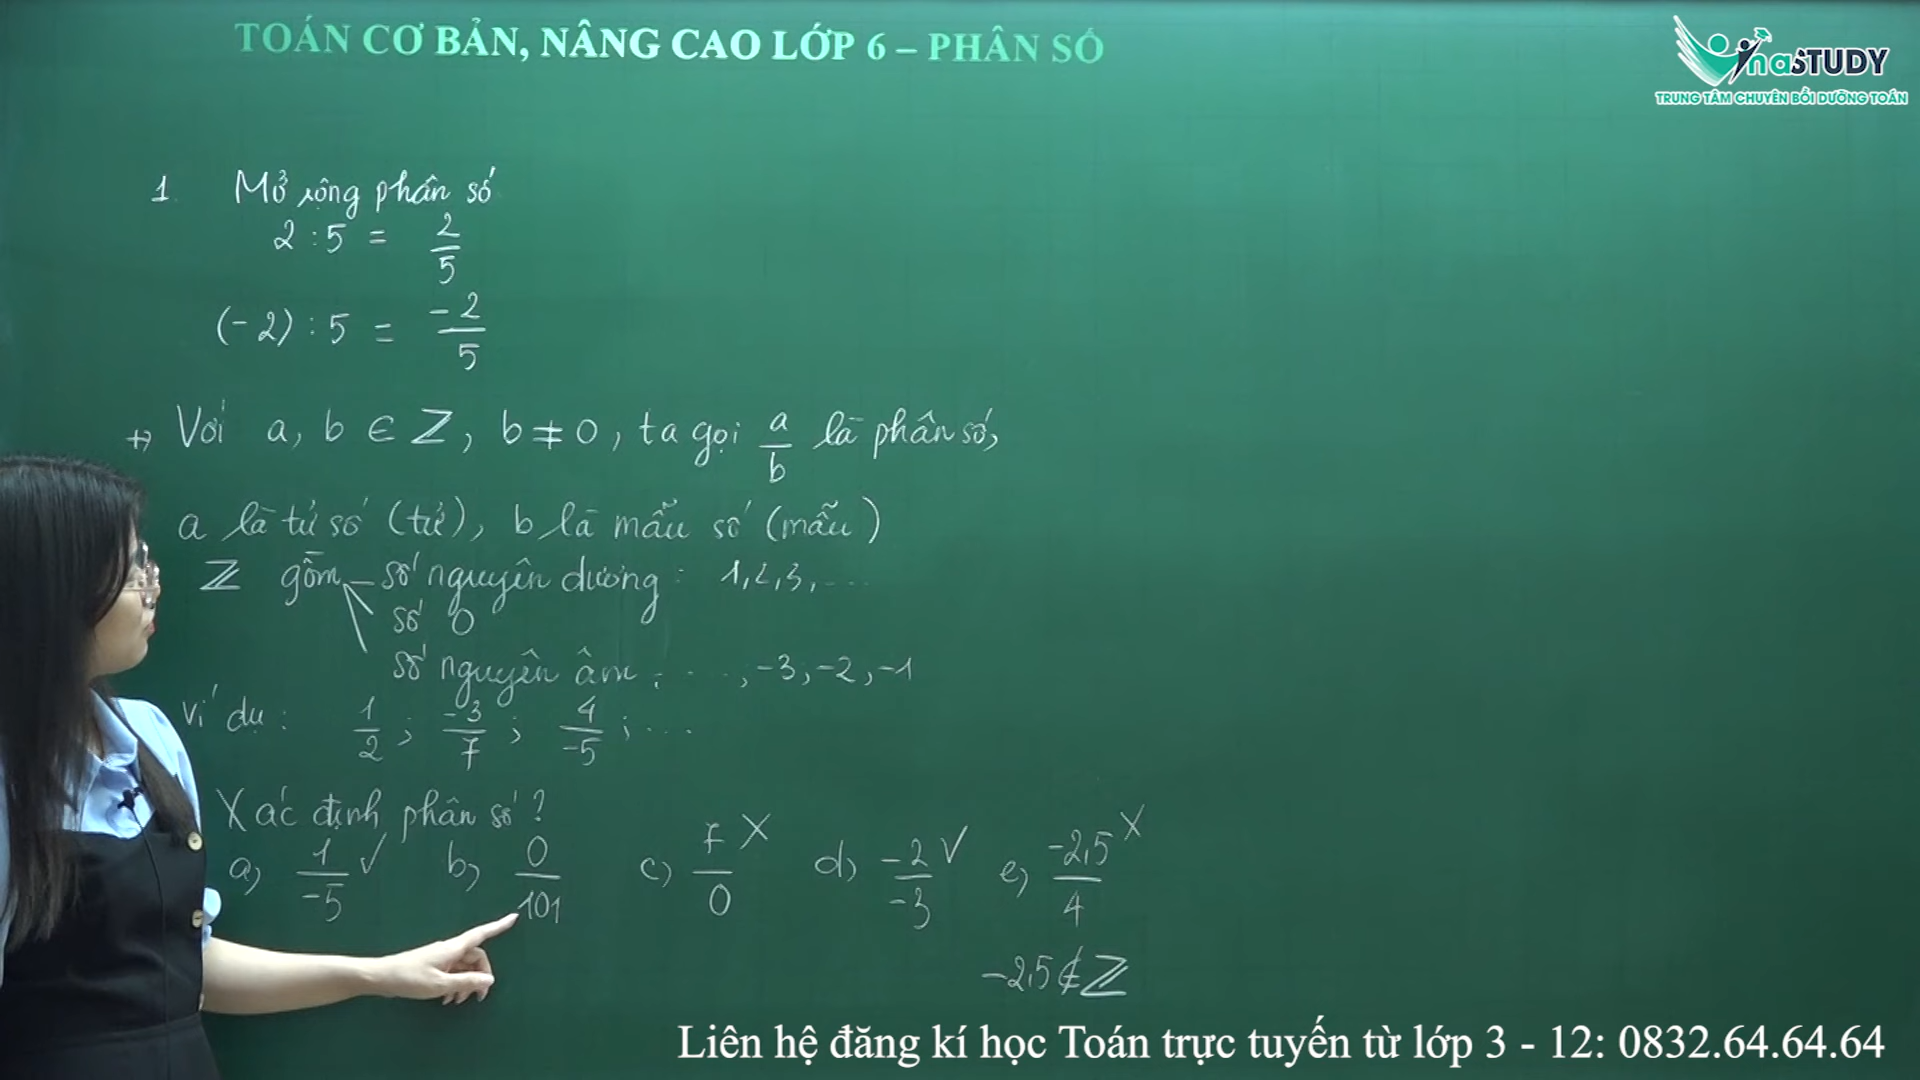 TOÁN CƠ BẢN, NÂNG CAO LỚP 6 – PHÂN SỐ
VinaSTUDY
TRUNG TÂM CHUYÊN BỒI DƯỠNG TOÁN
1. Mở rộng phân số
2 : 5 = 2/5
(-2) : 5 = -2/5
+) Với a, b ∈ ℤ, b ≠ 0, ta gọi a/b là phân số,
a là tử số (tử), b là mẫu số (mẫu)
ℤ gồm số nguyên dương : 1, 2, 3, ...
số 0
số nguyên âm : ..., -3, -2, -1
Ví dụ : 1/2 ; -3/7 ; 4/-5 ; ...
Xác định phân số ?
a) 1/-5 ✓ b) 0/101 c) 7/0 X d) -2/-3 ✓ e) -2,5/4 X
-2,5 ∉ ℤ
Liên hệ đăng kí học Toán trực tuyến từ lớp 3 - 12: 0832.64.64.64